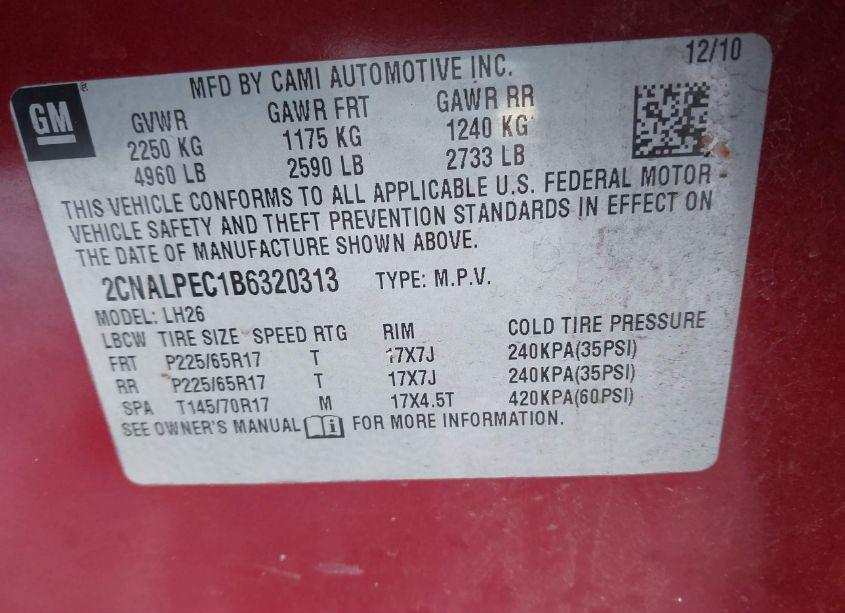 MFD BY CAMI AUTOMOTIVE INC. 12/10
GM ®
GVWR GAWR FRT GAWR RR
2250 KG 1175 KG 1240 KG
4960 LB 2590 LB 2733 LB
THIS VEHICLE CONFORMS TO ALL APPLICABLE U.S. FEDERAL MOTOR
VEHICLE SAFETY AND THEFT PREVENTION STANDARDS IN EFFECT ON
THE DATE OF MANUFACTURE SHOWN ABOVE.
2CNALPEC1B6320313 TYPE: M.P.V.
MODEL: LH26
LBCW TIRE SIZE SPEED RTG RIM COLD TIRE PRESSURE
FRT P225/65R17 T 17X7J 240KPA(35PSI)
RR P225/65R17 T 17X7J 240KPA(35PSI)
SPA T145/70R17 M 17X4.5T 420KPA(60PSI)
SEE OWNER'S MANUAL i FOR MORE INFORMATION.